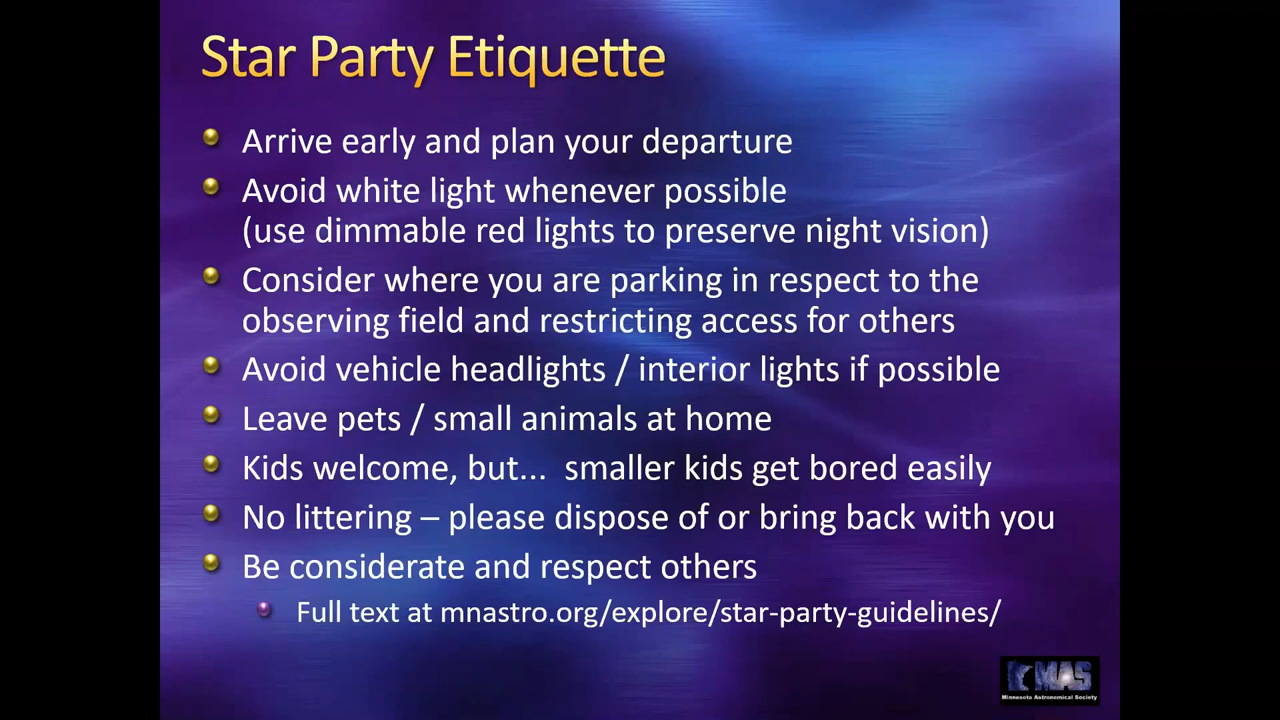 Star Party Etiquette
Arrive early and plan your departure
Avoid white light whenever possible
(use dimmable red lights to preserve night vision)
Consider where you are parking in respect to the
observing field and restricting access for others
Avoid vehicle headlights / interior lights if possible
Leave pets / small animals at home
Kids welcome, but...  smaller kids get bored easily
No littering – please dispose of or bring back with you
Be considerate and respect others
Full text at mnastro.org/explore/star-party-guidelines/
MAS
Minnesota Astronomical Society